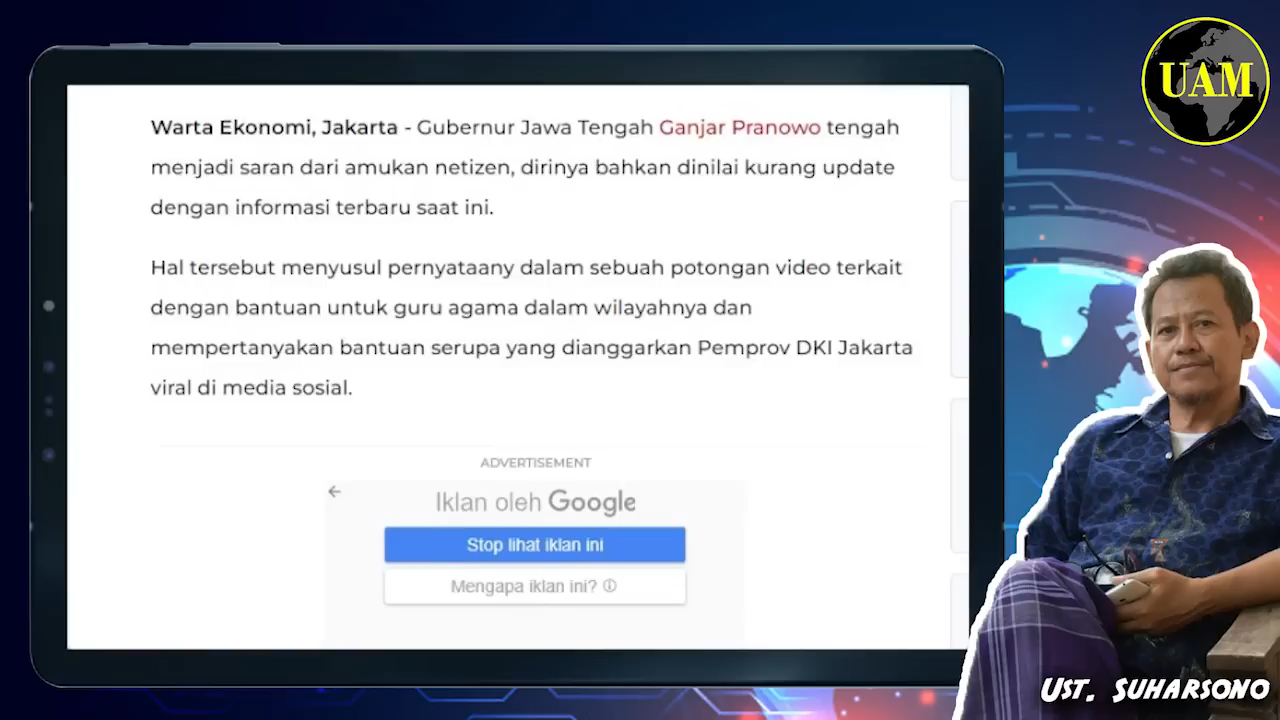 UAM
Warta Ekonomi, Jakarta - Gubernur Jawa Tengah Ganjar Pranowo tengah
menjadi saran dari amukan netizen, dirinya bahkan dinilai kurang update
dengan informasi terbaru saat ini.
Hal tersebut menyusul pernyataany dalam sebuah potongan video terkait
dengan bantuan untuk guru agama dalam wilayahnya dan
mempertanyakan bantuan serupa yang dianggarkan Pemprov DKI Jakarta
viral di media sosial.
ADVERTISEMENT
Iklan oleh Google
Stop lihat iklan ini
Mengapa iklan ini?
Ust. Suharsono